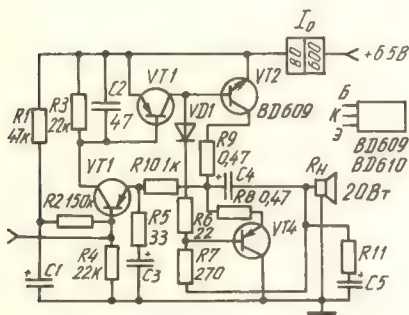 I₀
80 600
+65В
R1
47к
R3
22к
C2
47
VT1
VD1
VT2
BD609
Б
К
Э
BD609
BD610
R9
0,47
C4
R8 0,47
Rн
20Вт
VT1
R10 1к
R2 150к
R5
33
R6
22
VT4
R4
22К
C1
C3
R7
270
R11
C5